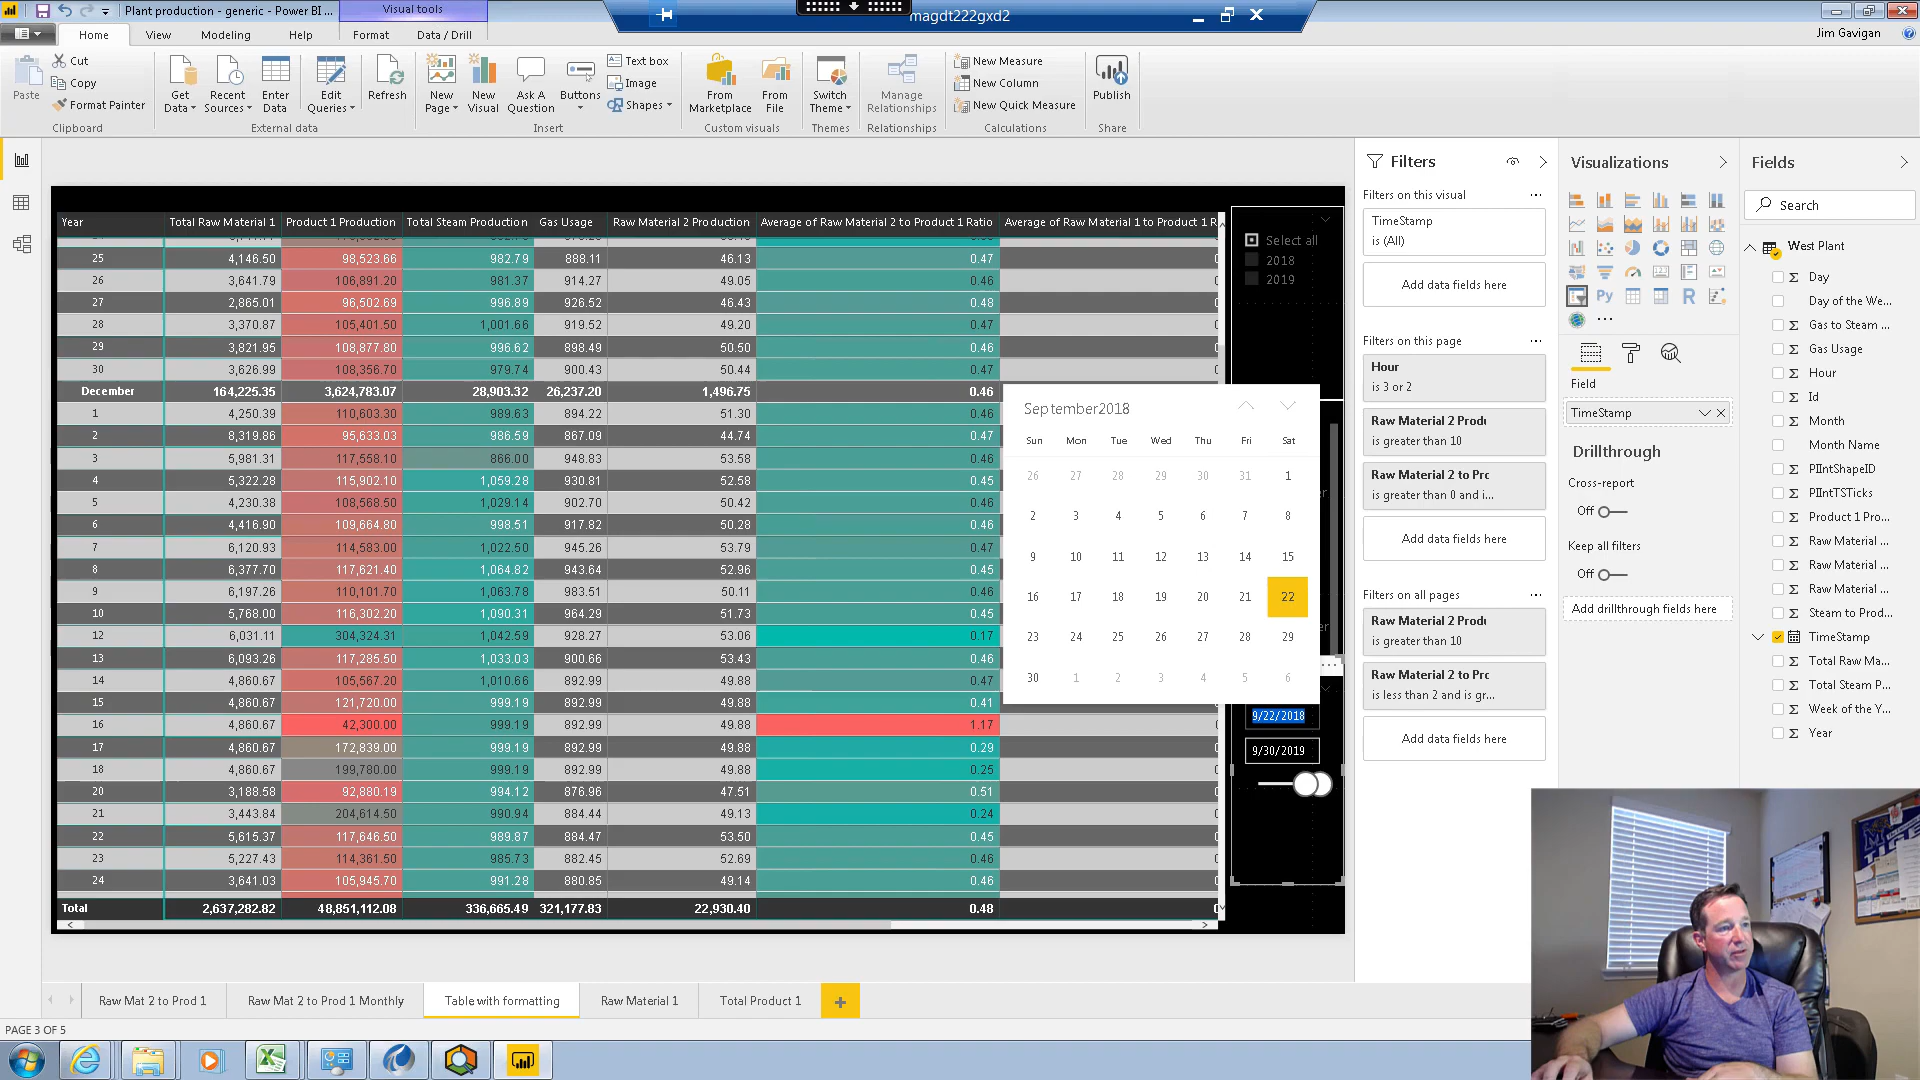 Plant production - generic - Power BI ...
Visual tools
magdt222gxd2
Home
View
Modeling
Help
Format
Data / Drill
Jim Gavigan
Paste
Cut
Copy
Format Painter
Clipboard
Get Data
Recent Sources
Enter Data
Edit Queries
External data
Refresh
New Page
New Visual
Ask A Question
Buttons
Text box
Image
Shapes
Insert
From Marketplace
From File
Custom visuals
Switch Theme
Themes
Manage Relationships
Relationships
New Measure
New Column
New Quick Measure
Calculations
Publish
Share
Year Total Raw Material 1 Product 1 Production Total Steam Production Gas Usage Raw Material 2 Production Average of Raw Material 2 to Product 1 Ratio Average of Raw Material 1 to Product 1 R
25 4,146.50 98,523.66 982.79 888.11 46.13 0.47
26 3,641.79 106,891.20 981.37 914.27 49.05 0.46
27 2,865.01 96,502.69 996.89 926.52 46.43 0.48
28 3,370.87 105,401.50 1,001.66 919.52 49.20 0.47
29 3,821.95 108,877.80 996.62 898.49 50.50 0.46
30 3,626.99 108,356.70 979.74 900.43 50.44 0.47
December 164,225.35 3,624,783.07 28,903.32 26,237.20 1,496.75 0.46
1 4,250.39 110,603.30 989.63 894.22 51.30 0.46
2 8,319.86 95,633.03 986.59 867.09 44.74 0.47
3 5,981.31 117,558.10 866.00 948.83 53.58 0.46
4 5,322.28 115,902.10 1,059.28 930.81 52.58 0.45
5 4,230.38 108,568.50 1,029.14 902.70 50.42 0.46
6 4,416.90 109,664.80 998.51 917.82 50.28 0.46
7 6,120.93 114,583.00 1,022.50 945.26 53.79 0.47
8 6,377.70 117,621.40 1,064.82 943.64 52.96 0.45
9 6,197.26 110,101.70 1,063.78 983.51 50.11 0.46
10 5,768.00 116,302.20 1,090.31 964.29 51.73 0.45
12 6,031.11 304,324.31 1,042.59 928.27 53.06 0.17
13 6,093.26 117,285.50 1,033.03 900.66 53.43 0.46
14 4,860.67 105,567.20 1,010.66 892.99 49.88 0.47
15 4,860.67 121,720.00 999.19 892.99 49.88 0.41
16 4,860.67 42,300.00 999.19 892.99 49.88 1.17
17 4,860.67 172,839.00 999.19 892.99 49.88 0.29
18 4,860.67 199,780.00 999.19 892.99 49.88 0.25
20 3,188.58 92,880.19 994.12 876.96 47.51 0.51
21 3,443.84 204,614.50 990.94 884.44 49.13 0.24
22 5,615.37 117,646.50 989.87 884.47 53.50 0.45
23 5,227.43 114,361.50 985.73 882.45 52.69 0.46
24 3,641.03 105,945.70 991.28 880.85 49.14 0.46
Total 2,637,282.82 48,851,112.08 336,665.49 321,177.83 22,930.40 0.48
Select all
2018
2019
September2018
Sun Mon Tue Wed Thu Fri Sat
26 27 28 29 30 31 1
2 3 4 5 6 7 8
9 10 11 12 13 14 15
16 17 18 19 20 21 22
23 24 25 26 27 28 29
30 1 2 3 4 5 6
9/22/2018
9/30/2019
Filters
Filters on this visual ...
TimeStamp
is (All)
Add data fields here
Filters on this page ...
Hour
is 3 or 2
Raw Material 2 Produ
is greater than 10
Raw Material 2 to Prc
is greater than 0 and i...
Add data fields here
Filters on all pages ...
Raw Material 2 Produ
is greater than 10
Raw Material 2 to Prc
is less than 2 and is gr...
Add data fields here
Visualizations
Py
R
Field
TimeStamp
Drillthrough
Cross-report
Off
Keep all filters
Off
Add drillthrough fields here
Fields
Search
West Plant
Day
Day of the We...
Gas to Steam ...
Gas Usage
Hour
Id
Month
Month Name
PIIntShapeID
PIIntTSTicks
Product 1 Pro...
Raw Material ...
Raw Material ...
Raw Material ...
Steam to Prod...
TimeStamp
Total Raw Ma...
Total Steam P...
Week of the Y...
Year
Raw Mat 2 to Prod 1
Raw Mat 2 to Prod 1 Monthly
Table with formatting
Raw Material 1
Total Product 1
PAGE 3 OF 5